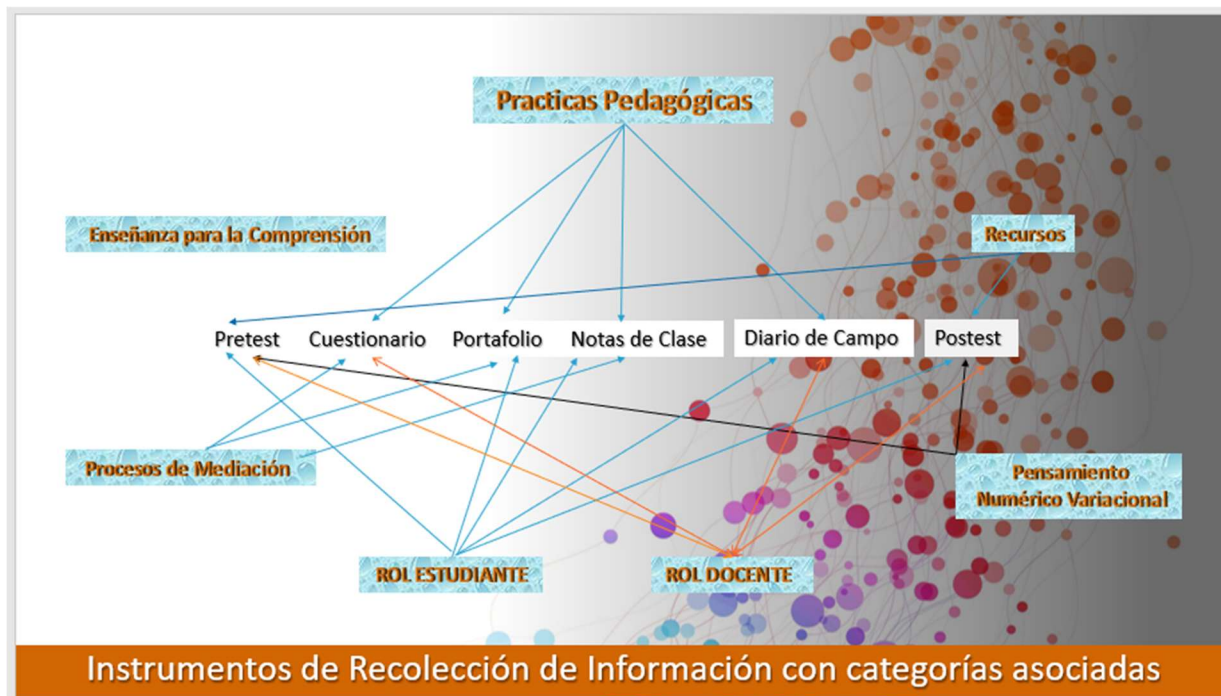 Practicas Pedagógicas
Enseñanza para la Comprensión
Recursos
Pretest Cuestionario Portafolio Notas de Clase Diario de Campo Postest
Procesos de Mediación
Pensamiento
Numérico Variacional
ROL ESTUDIANTE
ROL DOCENTE
Instrumentos de Recolección de Información con categorías asociadas